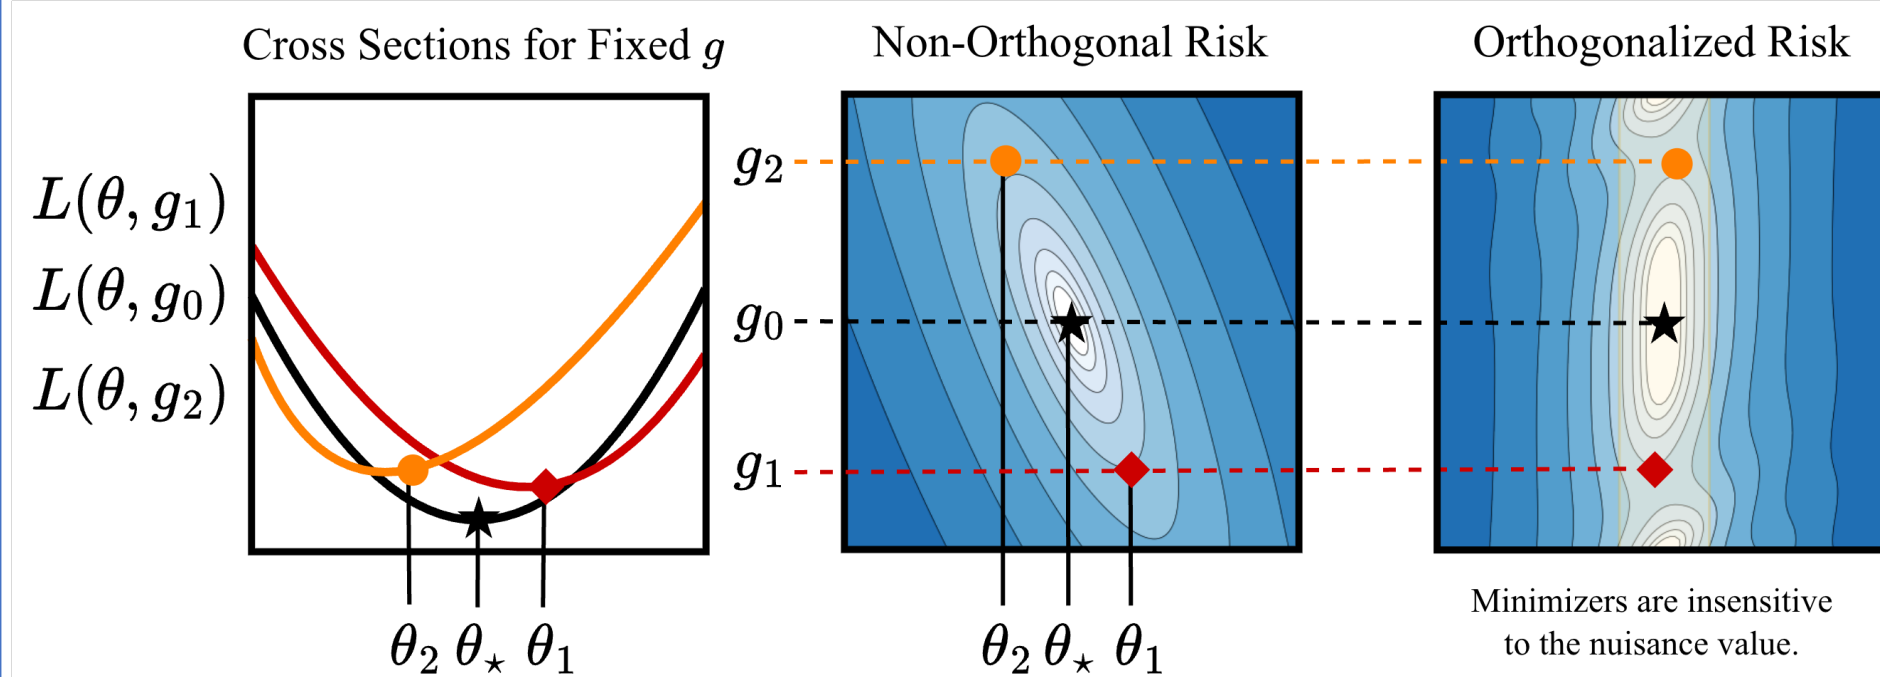 Cross Sections for Fixed g
Non-Orthogonal Risk
Orthogonalized Risk
L(θ, g₁)
L(θ, g₀)
L(θ, g₂)
g₂
g₀
g₁
θ₂ θ⋆ θ₁
θ₂ θ⋆ θ₁
Minimizers are insensitive
to the nuisance value.